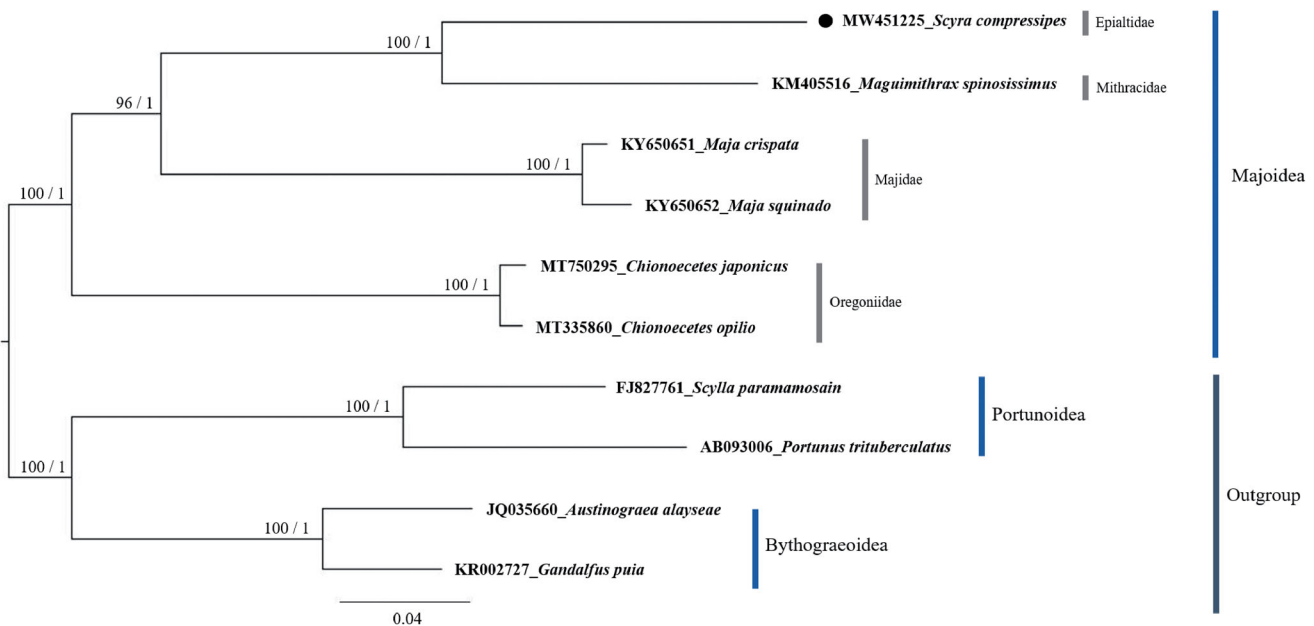 MW451225_Scyra compressipes
Epialtidae
100 / 1
KM405516_Maguimithrax spinosissimus
Mithracidae
96 / 1
KY650651_Maja crispata
100 / 1
Majidae
Majoidea
KY650652_Maja squinado
100 / 1
MT750295_Chionoecetes japonicus
100 / 1
Oregoniidae
MT335860_Chionoecetes opilio
FJ827761_Scylla paramamosain
100 / 1
Portunoidea
AB093006_Portunus trituberculatus
100 / 1
Outgroup
JQ035660_Austinograea alayseae
100 / 1
Bythograeoidea
KR002727_Gandalfus puia
0.04